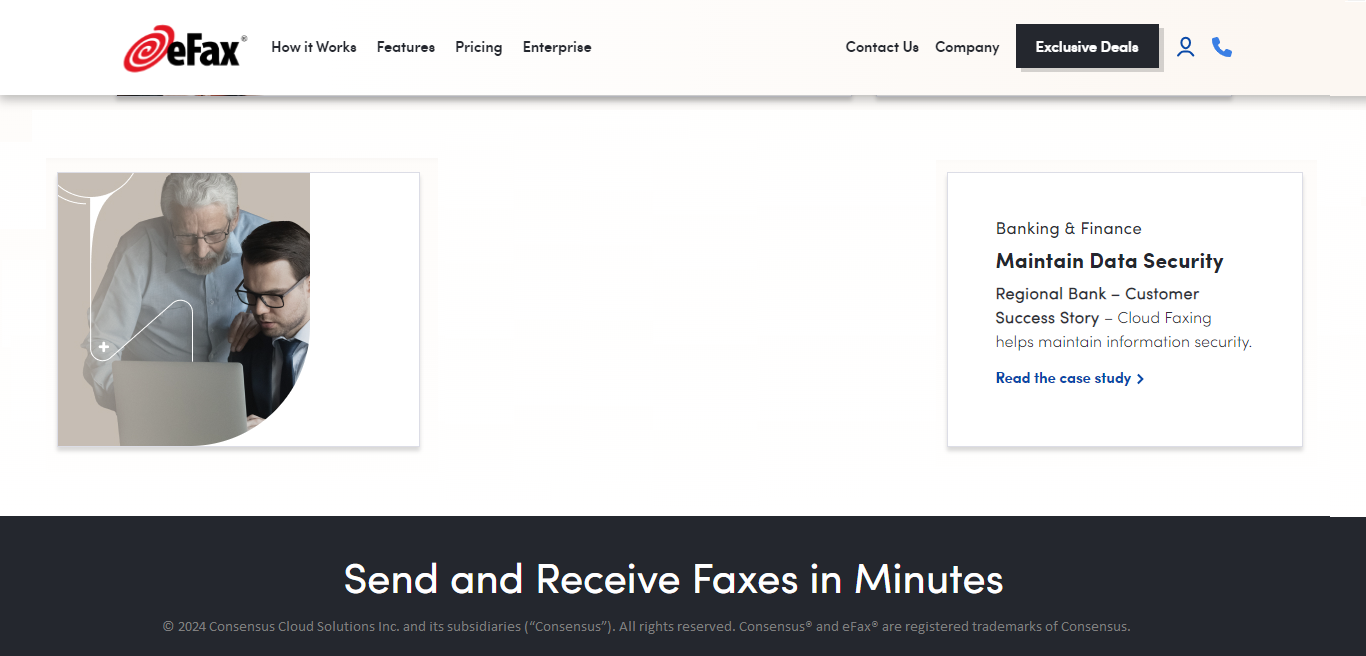 eFax®
How it Works
Features
Pricing
Enterprise
Contact Us
Company
Exclusive Deals
Banking & Finance
Maintain Data Security
Regional Bank – Customer
Success Story – Cloud Faxing
helps maintain information security.
Read the case study
Send and Receive Faxes in Minutes
© 2024 Consensus Cloud Solutions Inc. and its subsidiaries (“Consensus”). All rights reserved. Consensus® and eFax® are registered trademarks of Consensus.